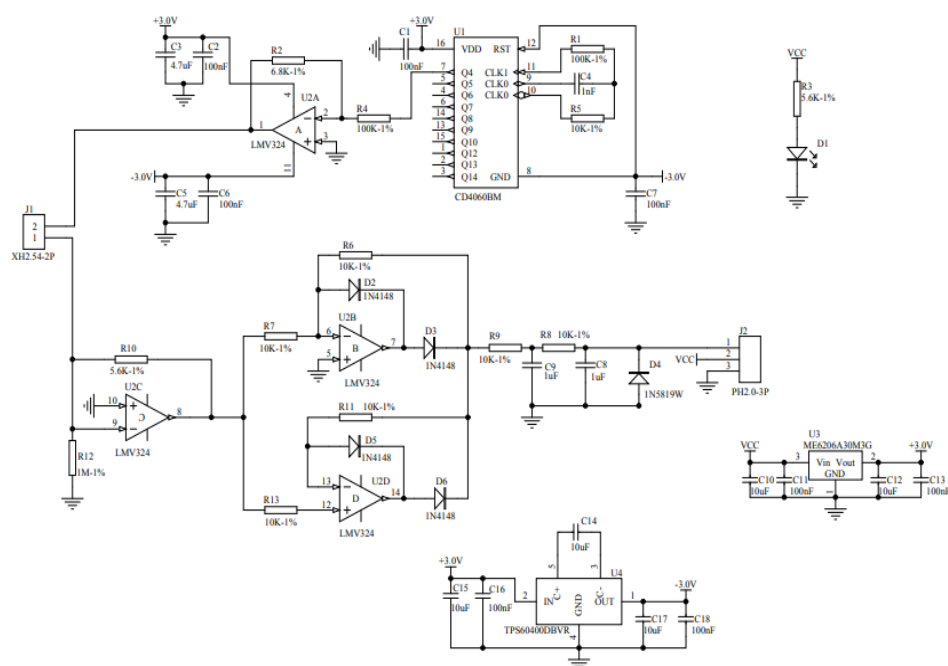 +3.0V
C3
4.7uF
C2
100nF
R2
6.8K-1%
4
U2A
1
A
2
3
LMV324
11
R4
100K-1%
-3.0V
C5
4.7uF
C6
100nF
+3.0V
C1
100nF
U1
16
VDD
RST
12
7
Q4
CLK1
11
5
Q5
CLK0
9
4
Q6
CLK0
10
6
Q7
14
Q8
13
Q9
15
Q10
1
Q12
2
Q13
3
Q14
GND
8
CD4060BM
R1
100K-1%
C4
1nF
R5
10K-1%
-3.0V
C7
100nF
VCC
R3
5.6K-1%
D1
J1
2
1
XH2.54-2P
R10
5.6K-1%
U2C
10
9
C
8
LMV324
R12
1M-1%
R6
10K-1%
D2
1N4148
R7
10K-1%
U2B
6
5
B
7
LMV324
D3
1N4148
R11
10K-1%
D5
1N4148
R13
10K-1%
13
12
D
U2D
14
LMV324
D6
1N4148
R9
10K-1%
R8
10K-1%
C9
1uF
C8
1uF
D4
1N5819W
J2
1
VCC
2
3
PH2.0-3P
U3
ME6206A30M3G
VCC
3
Vin
Vout
2
+3.0V
GND
1
C10
10uF
C11
100nF
C12
10uF
C13
100nF
C14
10uF
+3.0V
5
3
U4
C15
10uF
C16
100nF
2
IN
C+
GND
C-
OUT
1
-3.0V
TPS60400DBVR
4
C17
10uF
C18
100nF